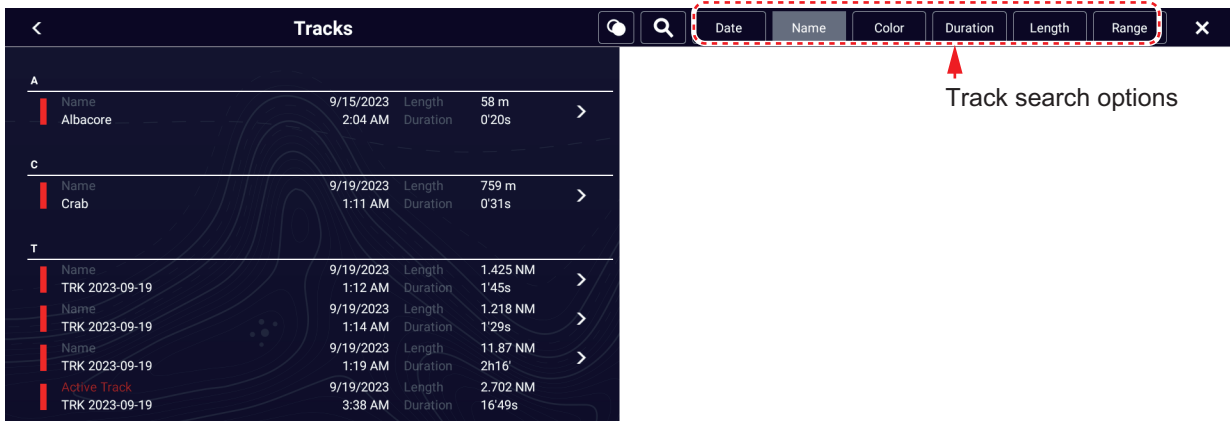 Tracks Date Name Color Duration Length Range
Track search options
A
Name 9/15/2023 Length 58 m
Albacore 2:04 AM Duration 0'20s
C
Name 9/19/2023 Length 759 m
Crab 1:11 AM Duration 0'31s
T
Name 9/19/2023 Length 1.425 NM
TRK 2023-09-19 1:12 AM Duration 1'45s
Name 9/19/2023 Length 1.218 NM
TRK 2023-09-19 1:14 AM Duration 1'29s
Name 9/19/2023 Length 11.87 NM
TRK 2023-09-19 1:19 AM Duration 2h16'
Active Track 9/19/2023 Length 2.702 NM
TRK 2023-09-19 3:38 AM Duration 16'49s